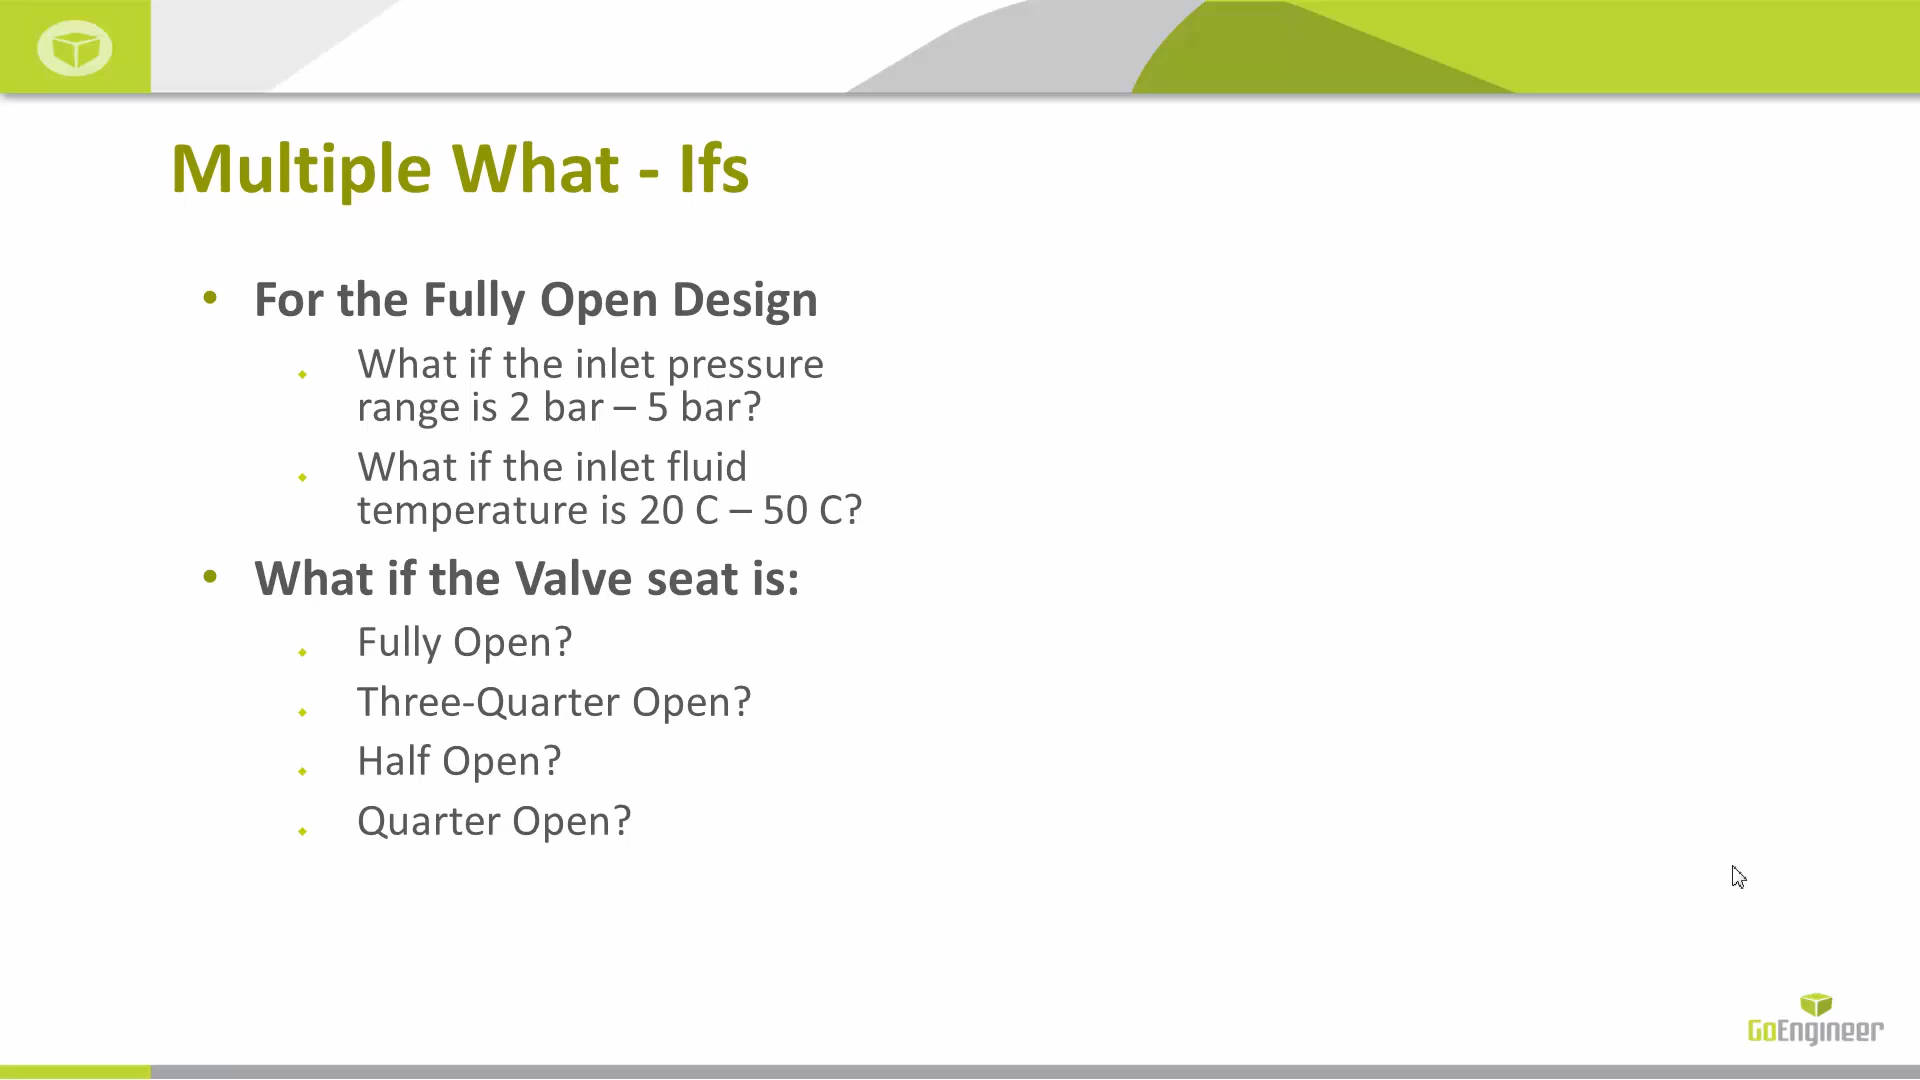 Multiple What - Ifs
• For the Fully Open Design
What if the inlet pressure
range is 2 bar – 5 bar?
What if the inlet fluid
temperature is 20 C – 50 C?
• What if the Valve seat is:
Fully Open?
Three-Quarter Open?
Half Open?
Quarter Open?
GoEngineer